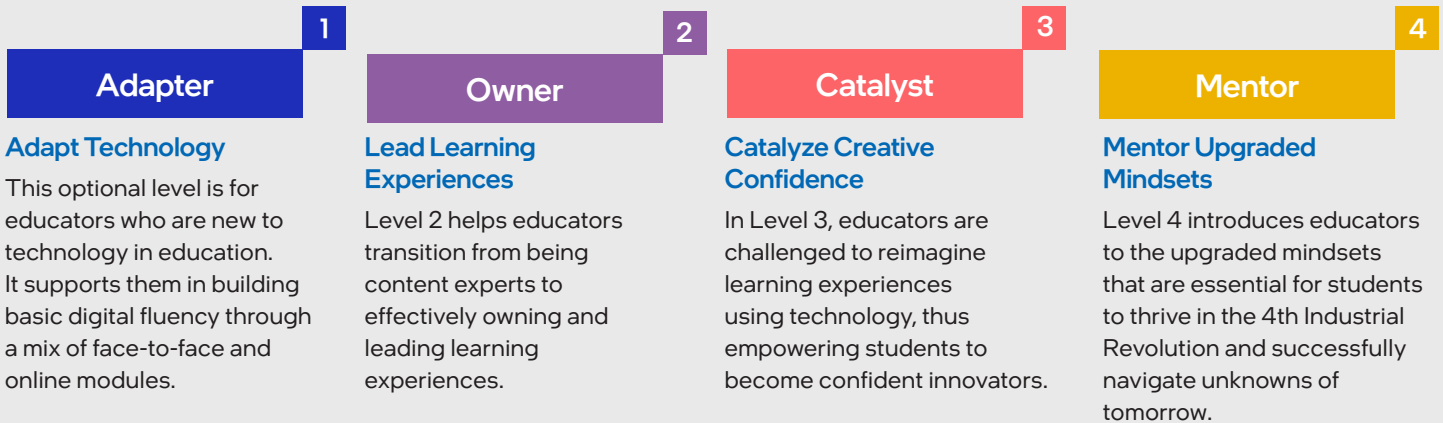 1
Adapter
Adapt Technology
This optional level is for
educators who are new to
technology in education.
It supports them in building
basic digital fluency through
a mix of face-to-face and
online modules.
2
Owner
Lead Learning
Experiences
Level 2 helps educators
transition from being
content experts to
effectively owning and
leading learning
experiences.
3
Catalyst
Catalyze Creative
Confidence
In Level 3, educators are
challenged to reimagine
learning experiences
using technology, thus
empowering students to
become confident innovators.
4
Mentor
Mentor Upgraded
Mindsets
Level 4 introduces educators
to the upgraded mindsets
that are essential for students
to thrive in the 4th Industrial
Revolution and successfully
navigate unknowns of
tomorrow.